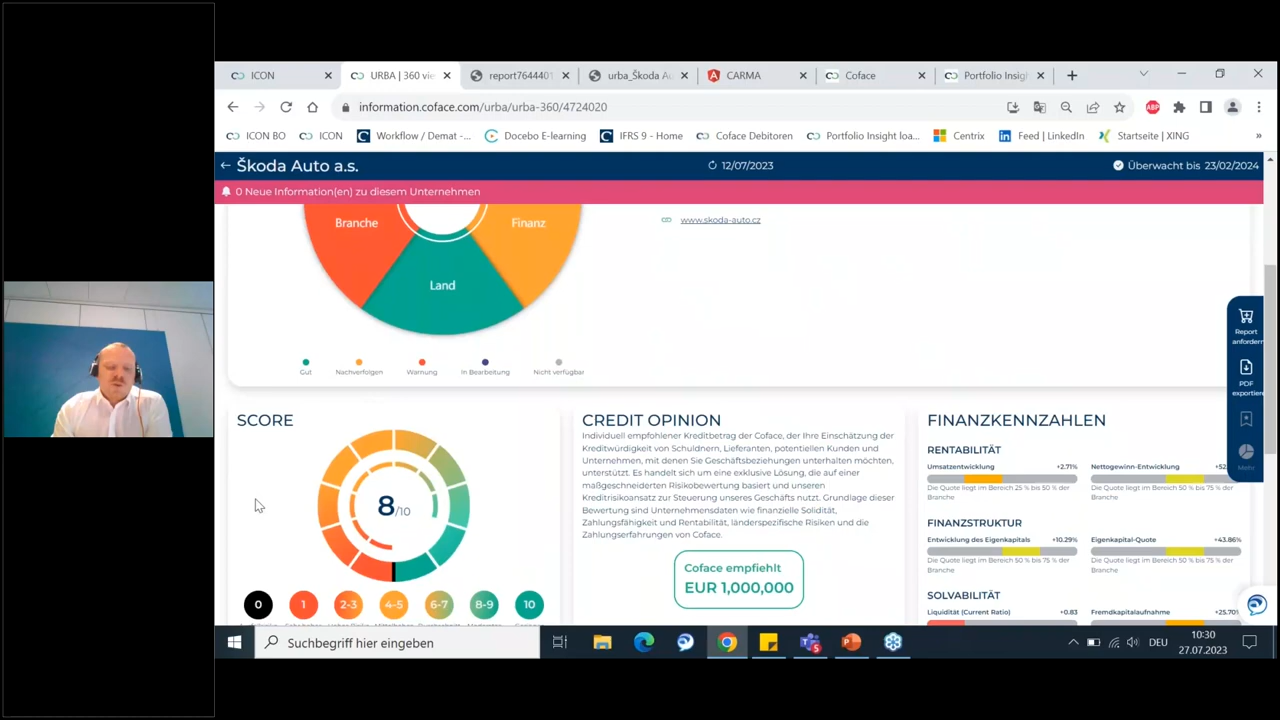 ICON
URBA | 360 vie
report7644401
urba_Škoda Au
CARMA
Coface
Portfolio Insigh
information.coface.com/urba/urba-360/4724020
ICON BO
ICON
Workflow / Demat -...
Docebo E-learning
IFRS 9 - Home
Coface Debitoren
Portfolio Insight loa...
Centrix
Feed | LinkedIn
Startseite | XING
»
Škoda Auto a.s.
12/07/2023
Überwacht bis 23/02/2024
0 Neue Information(en) zu diesem Unternehmen
Branche
Finanz
Land
www.skoda-auto.cz
Gut
Nachverfolgen
Warnung
In Bearbeitung
Nicht verfügbar
Report
anfordern
PDF
exportieren
Mehr
SCORE
8/10
0
1
2-3
4-5
6-7
8-9
10
CREDIT OPINION
Individuell empfohlener Kreditbetrag der Coface, der Ihre Einschätzung der
Kreditwürdigkeit von Schuldnern, Lieferanten, potentiellen Kunden und
Unternehmen, mit denen Sie Geschäftsbeziehungen unterhalten möchten,
unterstützt. Es handelt sich um eine exklusive Lösung, die auf einer
maßgeschneiderten Risikobewertung basiert und unseren
Kreditrisikoansatz zur Steuerung unseres Geschäfts nutzt. Grundlage dieser
Bewertung sind Unternehmensdaten wie finanzielle Solidität,
Zahlungsfähigkeit und Rentabilität, länderspezifische Risiken und die
Zahlungserfahrungen von Coface.
Coface empfiehlt
EUR 1,000,000
FINANZKENNZAHLEN
RENTABILITÄT
Umsatzentwicklung +2.71%
Die Quote liegt im Bereich 25 % bis 50 % der
Branche
Nettogewinn-Entwicklung +52.
Die Quote liegt im Bereich 50 % bis 75 % der
Branche
FINANZSTRUKTUR
Entwicklung des Eigenkapitals +10.29%
Die Quote liegt im Bereich 50 % bis 75 % der
Branche
Eigenkapital-Quote +43.86%
Die Quote liegt im Bereich 50 % bis 75 % der
Branche
SOLVABILITÄT
Liquidität (Current Ratio) +0.83
Fremdkapitalaufnahme +25.70%
Suchbegriff hier eingeben
DEU
10:30
27.07.2023